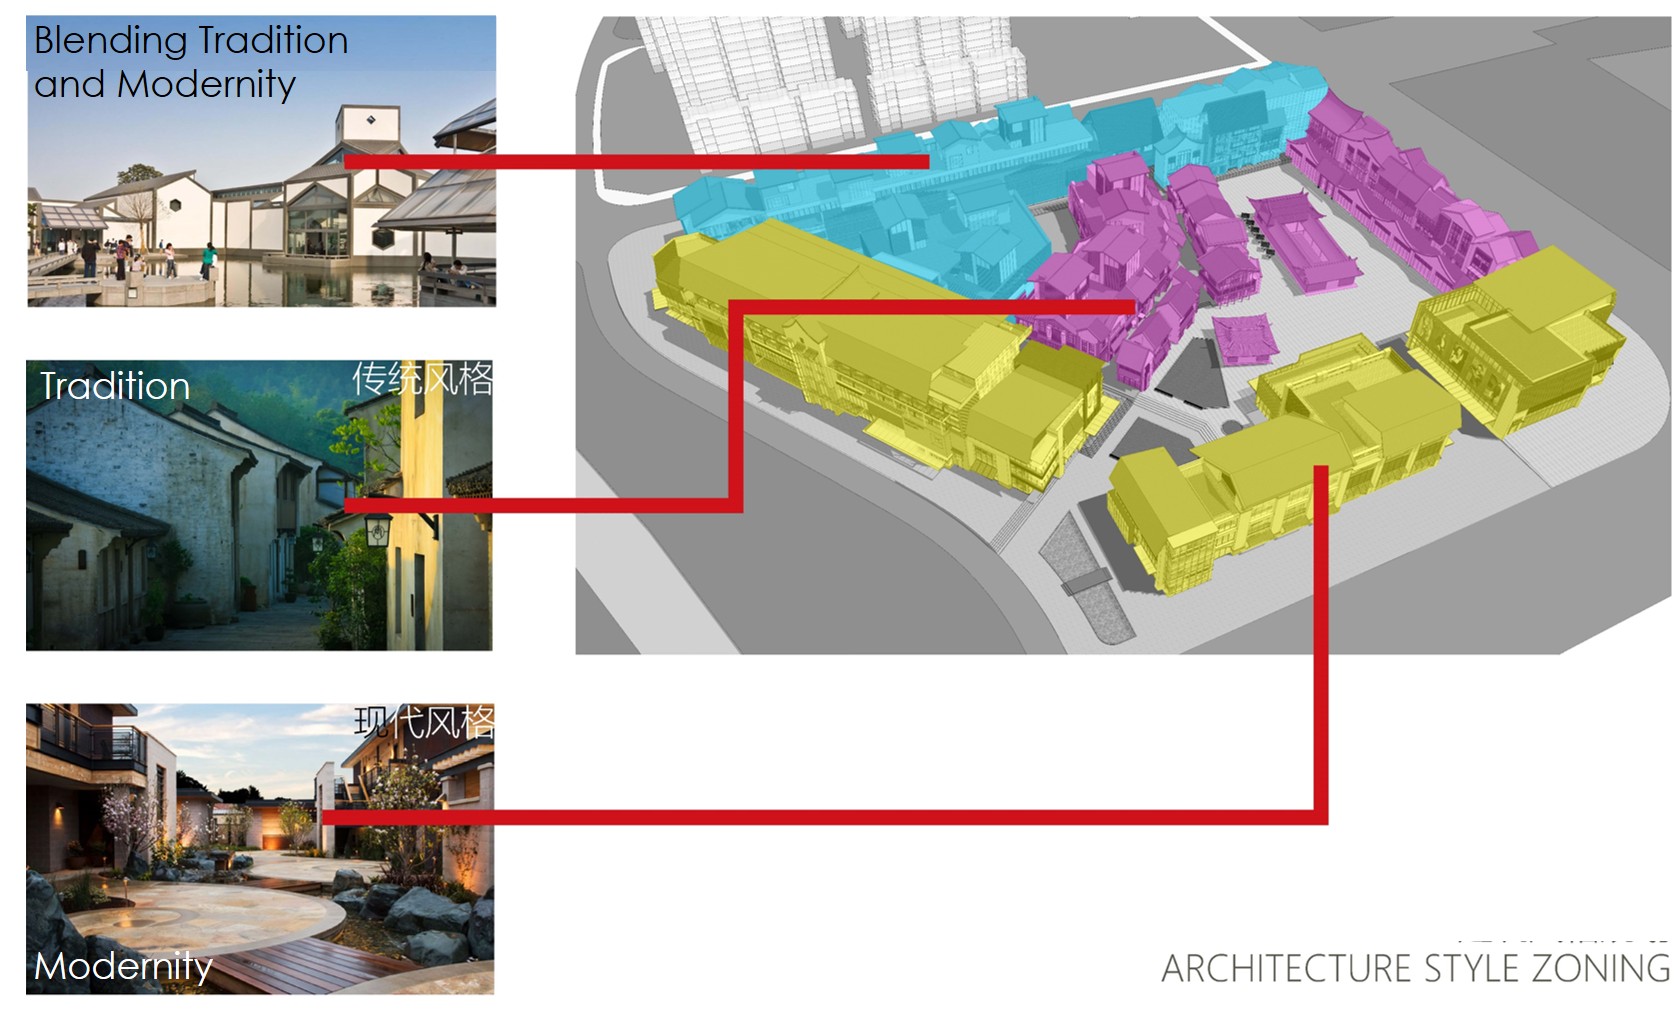 Blending Tradition
and Modernity
Tradition
传统风格
现代风格
Modernity
ARCHITECTURE STYLE ZONING